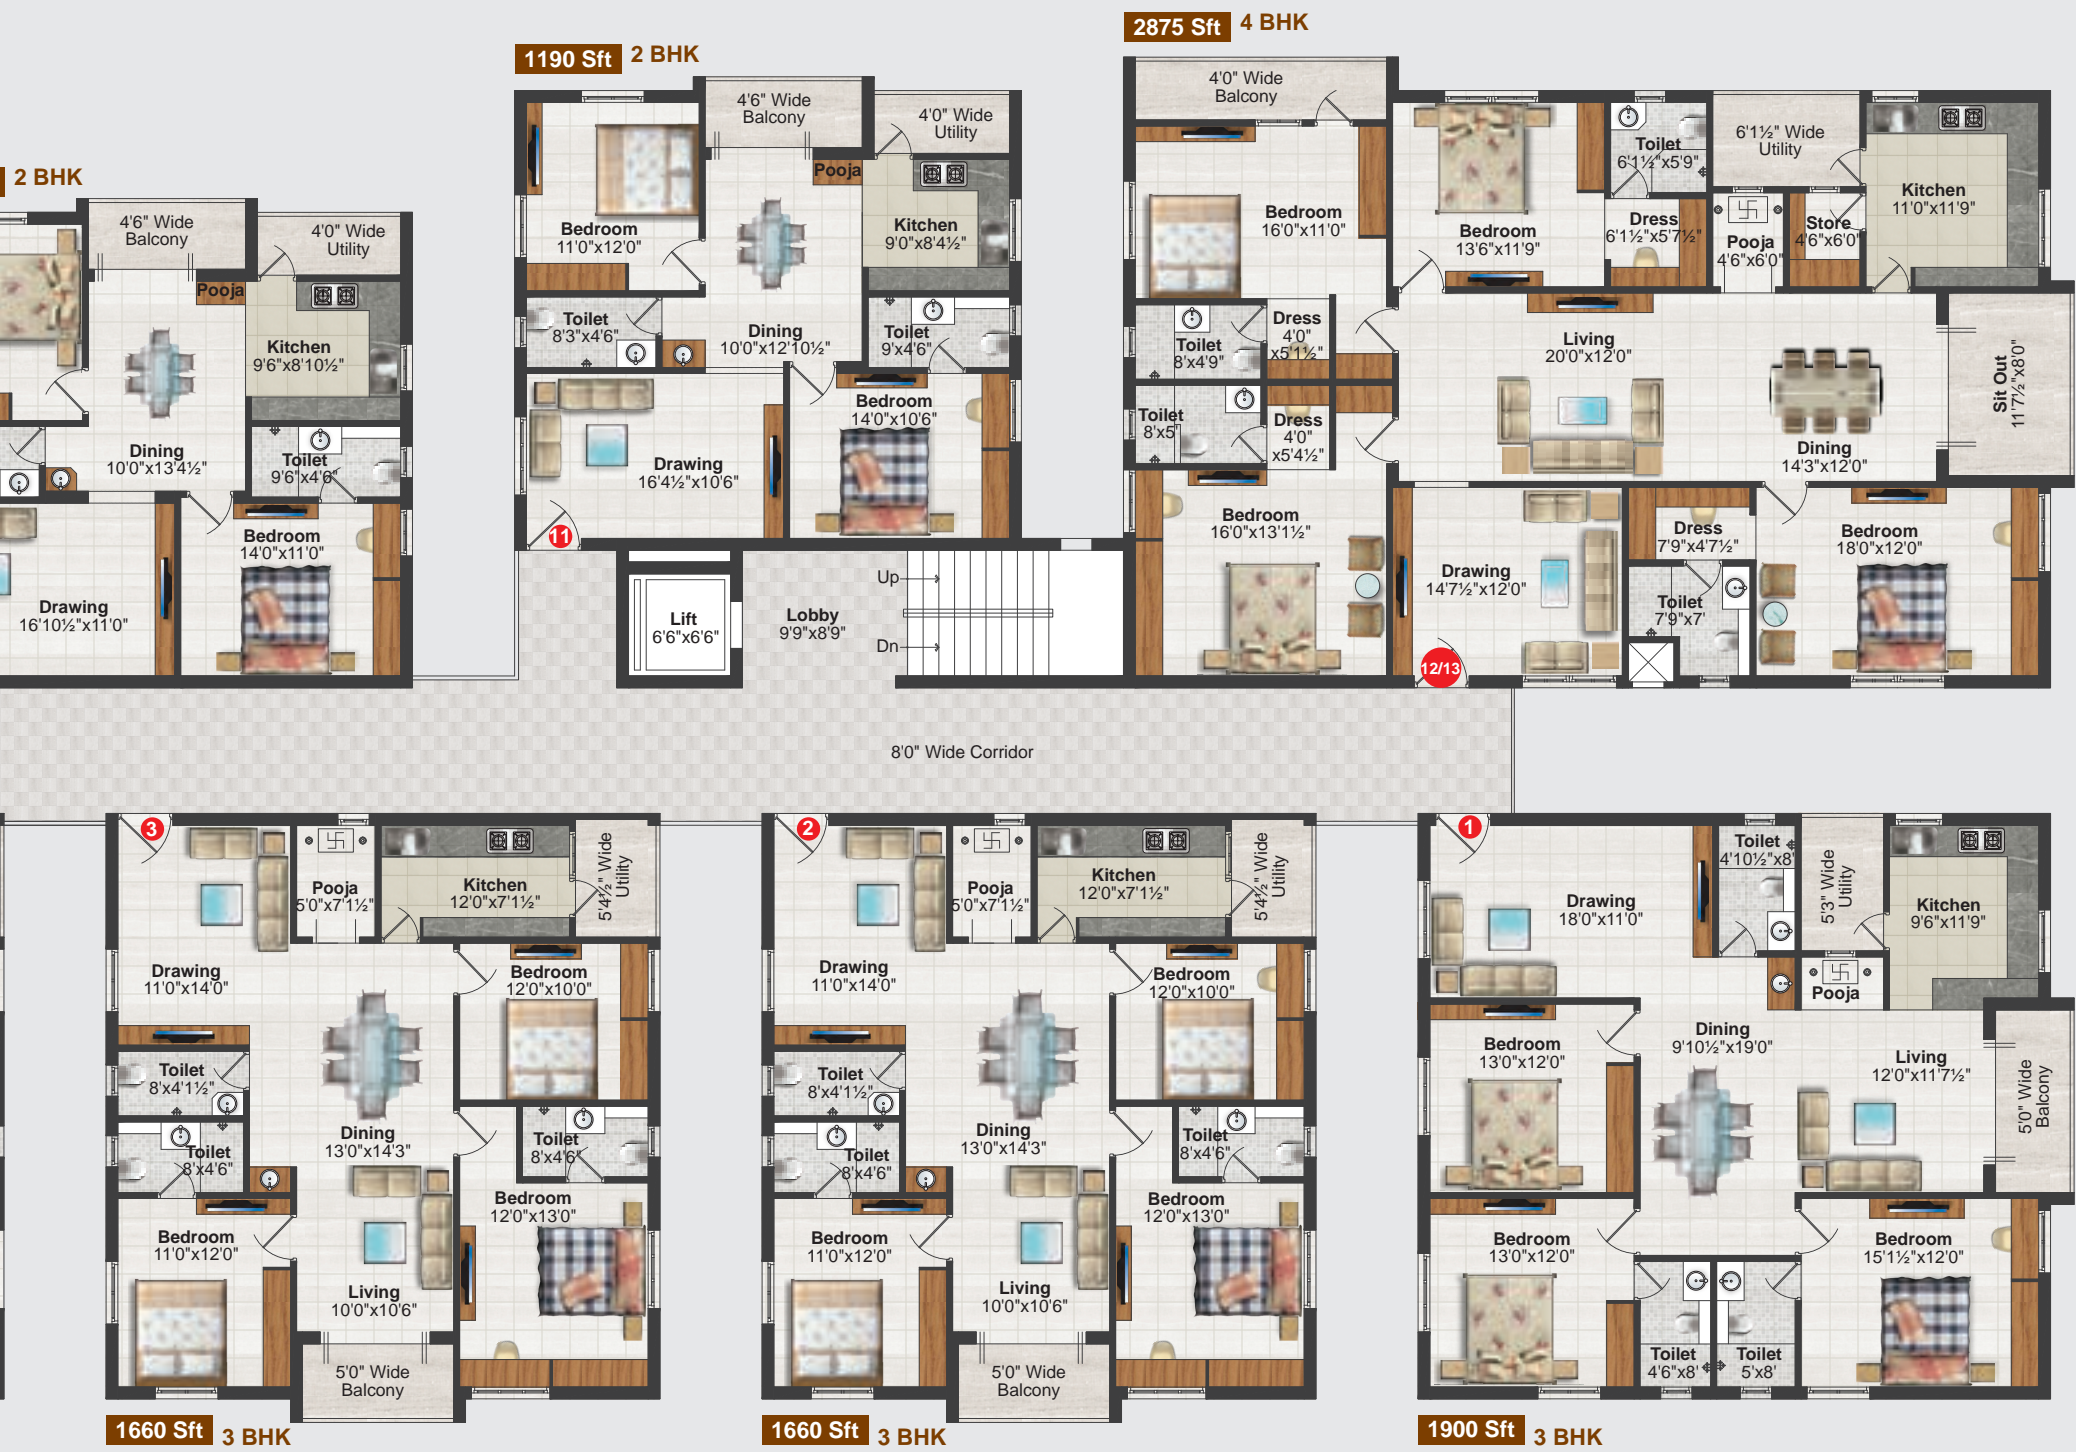 2875 Sft 4 BHK
1190 Sft 2 BHK
2 BHK
4'6" Wide
Balcony
4'0" Wide
Utility
Pooja
Kitchen
9'6"x8'10½"
Dining
10'0"x13'4½"
Toilet
9'6"x4'6"
Bedroom
14'0"x11'0"
Drawing
16'10½"x11'0"
4'6" Wide
Balcony
4'0" Wide
Utility
Pooja
Bedroom
11'0"x12'0"
Kitchen
9'0"x8'4½"
Toilet
8'3"x4'6"
Dining
10'0"x12'10½"
Toilet
9'x4'6"
Bedroom
14'0"x10'6"
Drawing
16'4½"x10'6"
11
Lift
6'6"x6'6"
Lobby
9'9"x8'9"
Up
Dn
4'0" Wide
Balcony
Bedroom
16'0"x11'0"
Bedroom
13'6"x11'9"
Toilet
6'1½"x5'9"
6'1½" Wide
Utility
Kitchen
11'0"x11'9"
Dress
6'1½"x5'7½"
Pooja
4'6"x6'0"
Store
4'6"x6'0"
Toilet
8'x4'9"
Dress
4'0"
x5'1½"
Living
20'0"x12'0"
Sit Out
11'7½"x8'0"
Toilet
8'x5'
Dress
4'0"
x5'4½"
Dining
14'3"x12'0"
Bedroom
16'0"x13'1½"
Drawing
14'7½"x12'0"
Dress
7'9"x4'7½"
Toilet
7'9"x7'
Bedroom
18'0"x12'0"
12/13
8'0" Wide Corridor
3
Pooja
5'0"x7'1½"
Kitchen
12'0"x7'1½"
5'4½" Wide
Utility
Drawing
11'0"x14'0"
Bedroom
12'0"x10'0"
Toilet
8'x4'1½"
Dining
13'0"x14'3"
Toilet
8'x4'6"
Toilet
8'x4'6"
Bedroom
12'0"x13'0"
Bedroom
11'0"x12'0"
Living
10'0"x10'6"
5'0" Wide
Balcony
1660 Sft 3 BHK
2
Pooja
5'0"x7'1½"
Kitchen
12'0"x7'1½"
5'4½" Wide
Utility
Drawing
11'0"x14'0"
Bedroom
12'0"x10'0"
Toilet
8'x4'1½"
Dining
13'0"x14'3"
Toilet
8'x4'6"
Toilet
8'x4'6"
Bedroom
12'0"x13'0"
Bedroom
11'0"x12'0"
Living
10'0"x10'6"
5'0" Wide
Balcony
1660 Sft 3 BHK
1
Drawing
18'0"x11'0"
Toilet
4'10½"x8'
5'3" Wide
Utility
Kitchen
9'6"x11'9"
Pooja
Bedroom
13'0"x12'0"
Dining
9'10½"x19'0"
Living
12'0"x11'7½"
5'0" Wide
Balcony
Bedroom
13'0"x12'0"
Bedroom
15'1½"x12'0"
Toilet
4'6"x8'
Toilet
5'x8'
1900 Sft 3 BHK